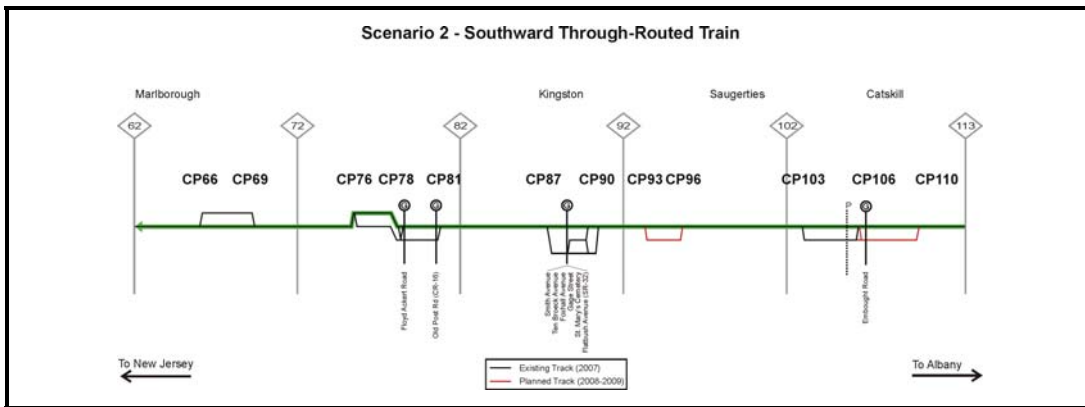 Scenario 2 - Southward Through-Routed Train
Marlborough
Kingston
Saugerties
Catskill
62
72
82
92
102
113
CP66
CP69
CP76
CP78
CP81
CP87
CP90
CP93
CP96
CP103
CP106
CP110
G
G
G
P
G
Floyd Ackert Road
Old Post Rd (CR-16)
Smith Avenue
Ten Broeck Avenue
Foxhall Avenue
Gage Street
St. Mary's Cemetery
Flatbush Avenue (SR-32)
Embought Road
To New Jersey
Existing Track (2007)
Planned Track (2008-2009)
To Albany